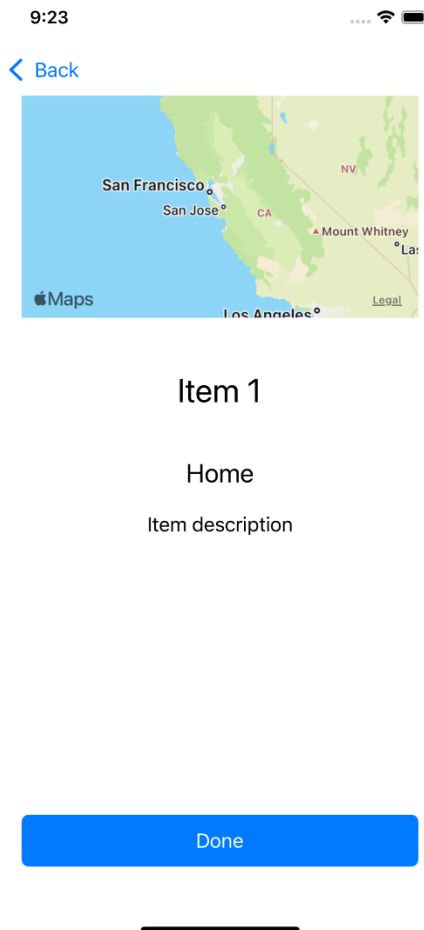 9:23
Back
San Francisco
NV
San Jose
CA
Mount Whitney
Las
Maps
Legal
Los Angeles
Item 1
Home
Item description
Done